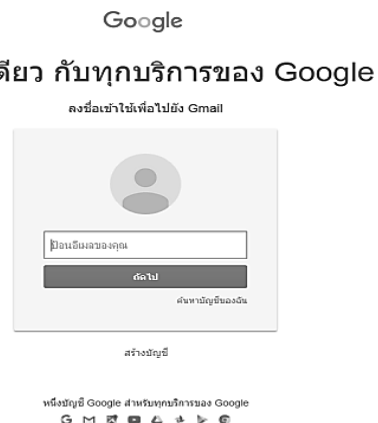 Google
ดียว กับทุกบริการของ Google
ลงชื่อเข้าใช้เพื่อไปยัง Gmail
ป้อนอีเมลของคุณ
ถัดไป
ค้นหาบัญชีของฉัน
สร้างบัญชี
หนึ่งบัญชี Google สำหรับทุกบริการของ Google